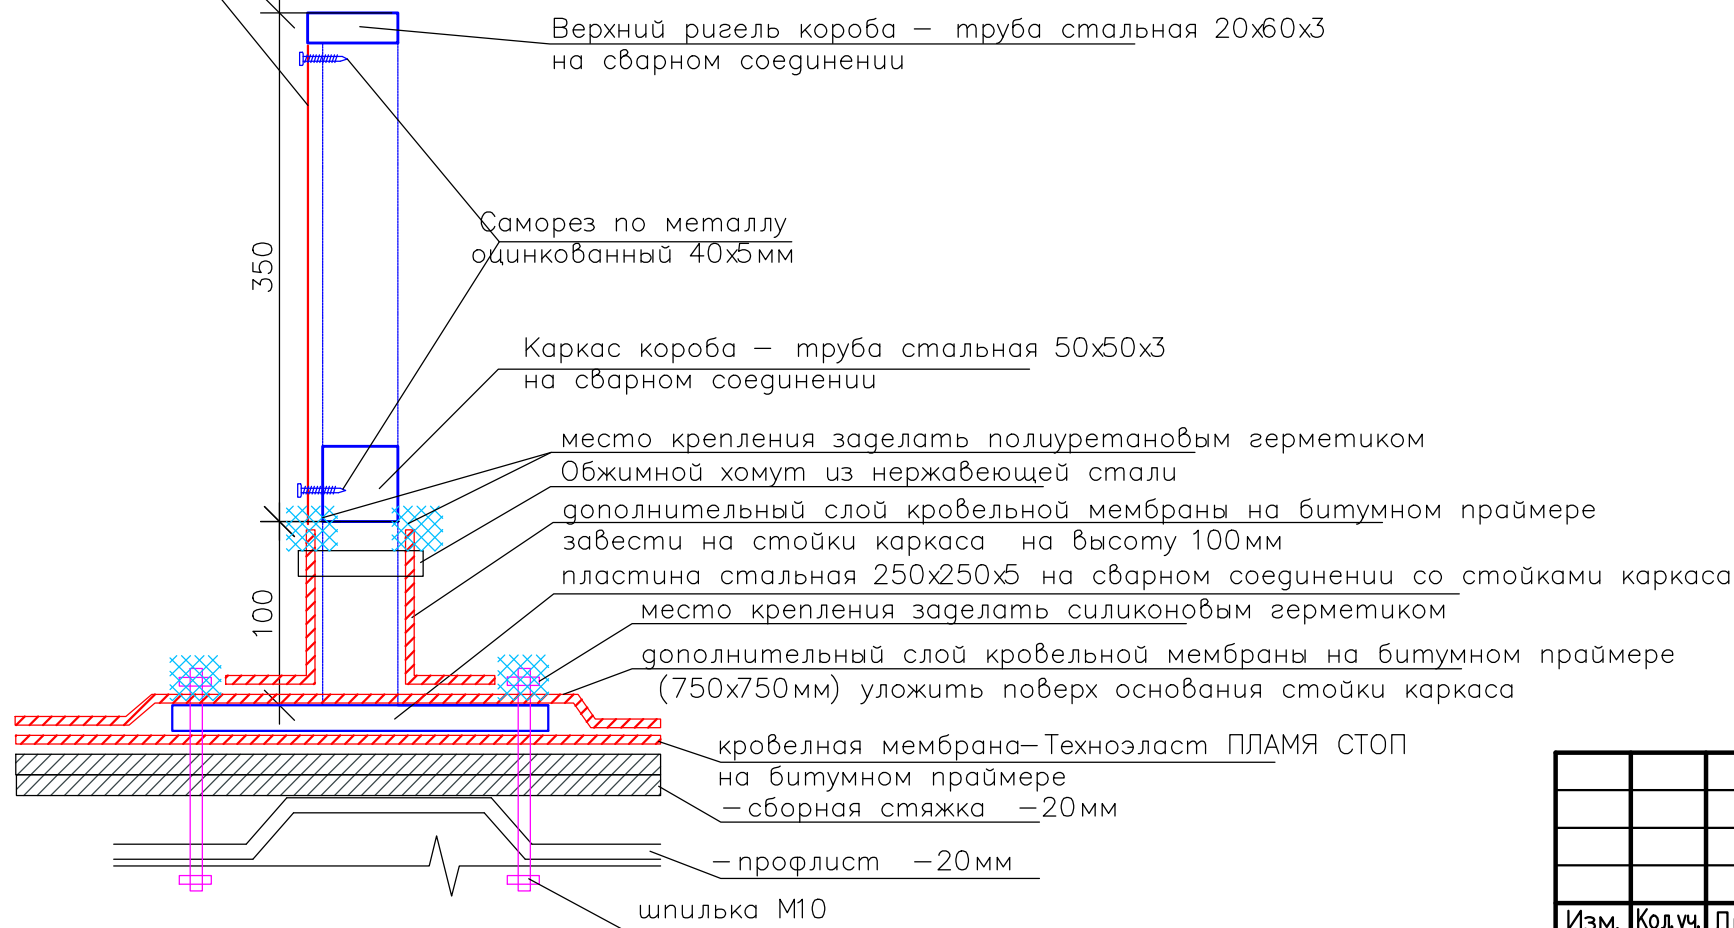 Верхний ригель короба – труба стальная 20х60х3
на сварном соединении
350
Саморез по металлу
оцинкованный 40х5мм
Каркас короба – труба стальная 50х50х3
на сварном соединении
место крепления заделать полиуретановым герметиком
Обжимной хомут из нержавеющей стали
дополнительный слой кровельной мембраны на битумном праймере
завести на стойки каркаса на высоту 100мм
100
пластина стальная 250х250х5 на сварном соединении со стойками каркаса
место крепления заделать силиконовым герметиком
дополнительный слой кровельной мембраны на битумном праймере
(750х750мм) уложить поверх основания стойки каркаса
кровелная мембрана–Техноэласт ПЛАМЯ СТОП
на битумном праймере
–сборная стяжка –20мм
–профлист –20мм
шпилька М10
Изм. Кол.уч.